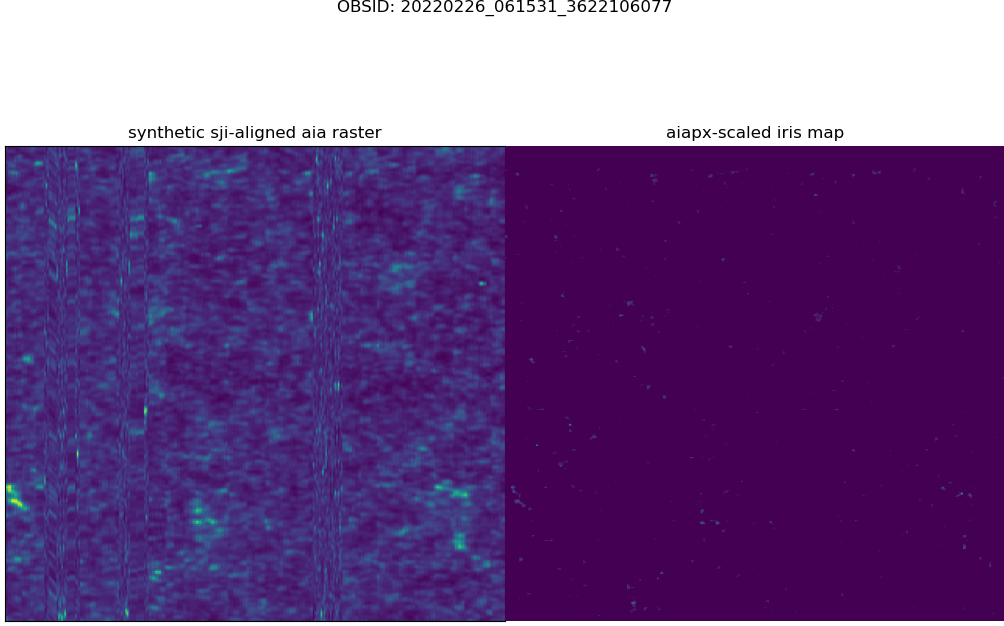 OBSID: 20220226_061531_3622106077
synthetic sji-aligned aia raster
aiapx-scaled iris map